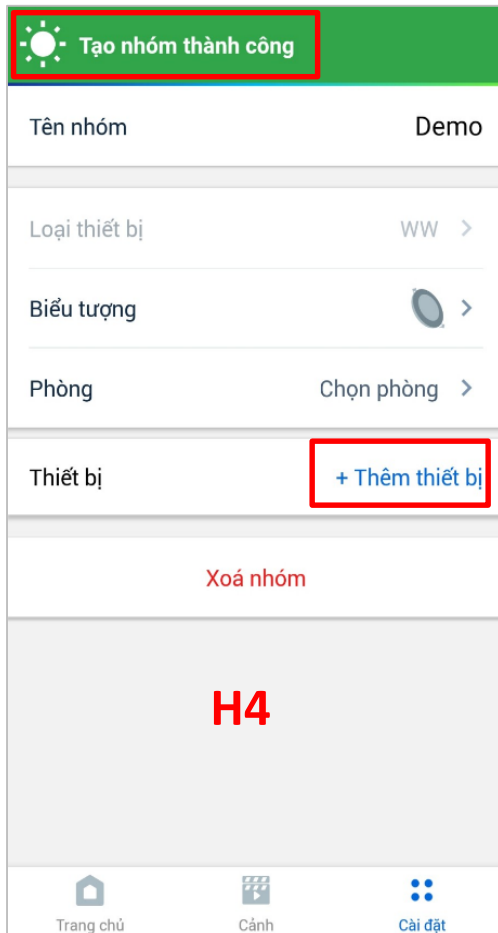 Tạo nhóm thành công
Tên nhóm Demo
Loại thiết bị WW
Biểu tượng
Phòng Chọn phòng
Thiết bị + Thêm thiết bị
Xoá nhóm
H4
Trang chủ Cảnh Cài đặt